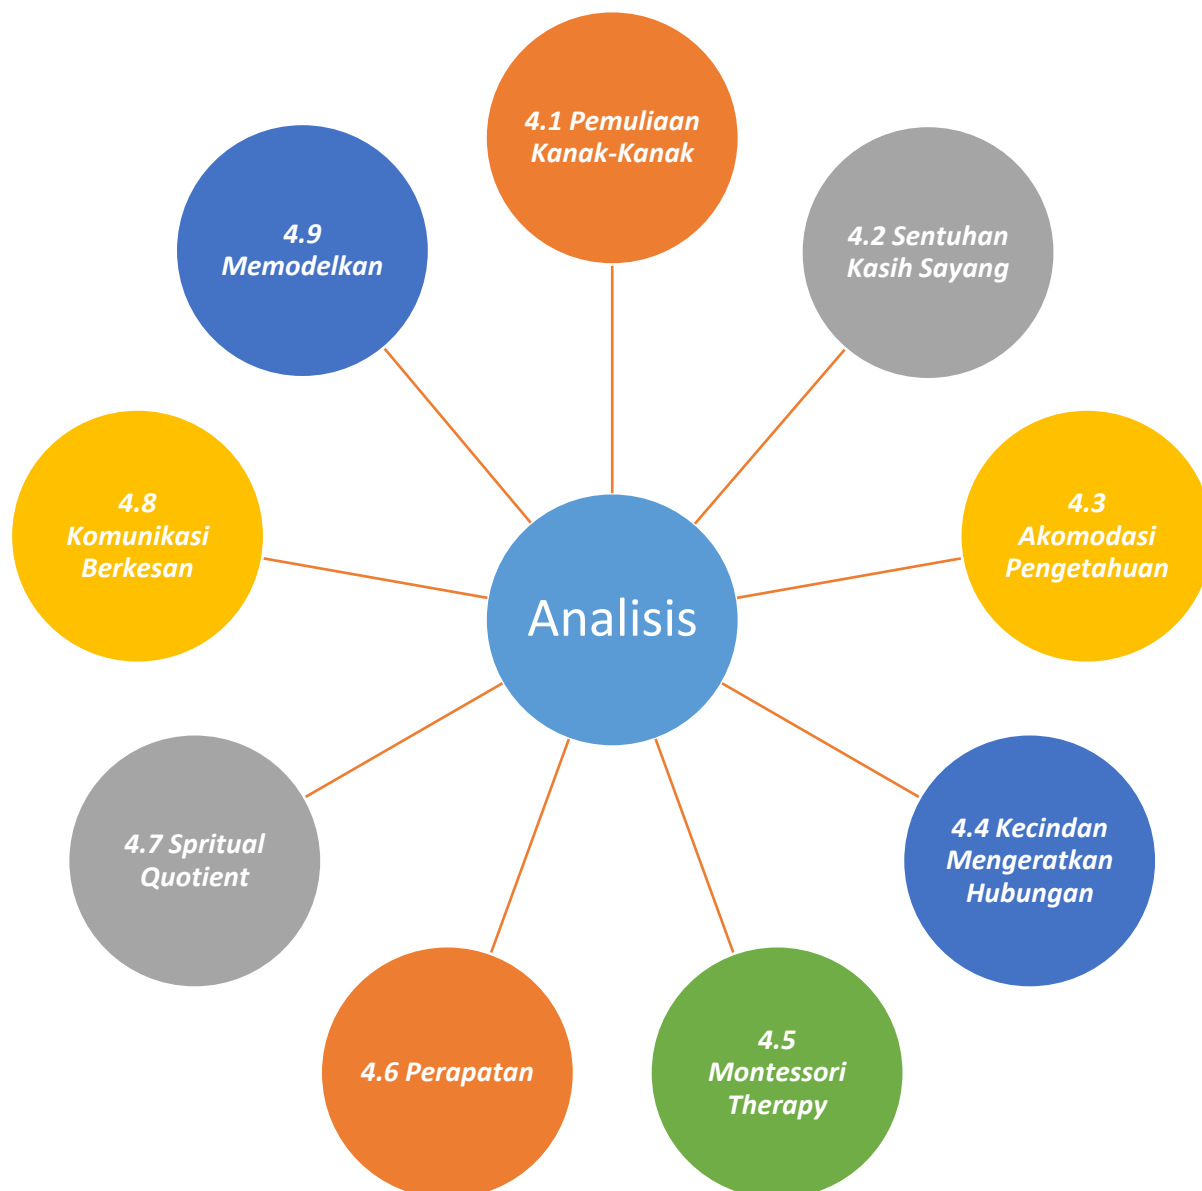 4.1 Pemuliaan
Kanak-Kanak
4.2 Sentuhan
Kasih Sayang
4.3
Akomodasi
Pengetahuan
4.4 Kecindan
Mengeratkan
Hubungan
4.5
Montessori
Therapy
4.6 Perapatan
4.7 Spritual
Quotient
4.8
Komunikasi
Berkesan
4.9
Memodelkan
Analisis